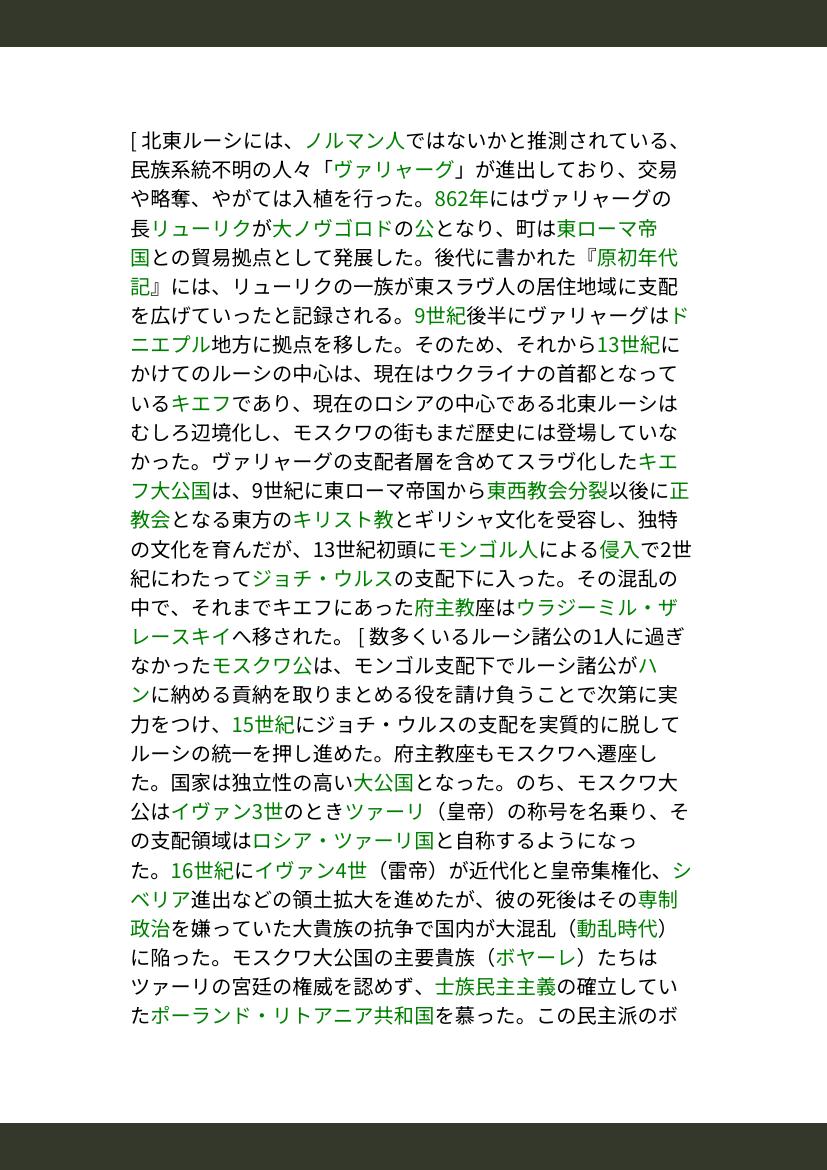 [ 北東ルーシには、ノルマン人ではないかと推測されている、
民族系統不明の人々「ヴァリャーグ」が進出しており、交易
や略奪、やがては入植を行った。862年にはヴァリャーグの
長リューリクが大ノヴゴロドの公となり、町は東ローマ帝
国との貿易拠点として発展した。後代に書かれた『原初年代
記』には、リューリクの一族が東スラヴ人の居住地域に支配
を広げていったと記録される。9世紀後半にヴァリャーグはド
ニエプル地方に拠点を移した。そのため、それから13世紀に
かけてのルーシの中心は、現在はウクライナの首都となって
いるキエフであり、現在のロシアの中心である北東ルーシは
むしろ辺境化し、モスクワの街もまだ歴史には登場していな
かった。ヴァリャーグの支配者層を含めてスラヴ化したキエ
フ大公国は、9世紀に東ローマ帝国から東西教会分裂以後に正
教会となる東方のキリスト教とギリシャ文化を受容し、独特
の文化を育んだが、13世紀初頭にモンゴル人による侵入で2世
紀にわたってジョチ・ウルスの支配下に入った。その混乱の
中で、それまでキエフにあった府主教座はウラジーミル・ザ
レースキイへ移された。 [ 数多くいるルーシ諸公の1人に過ぎ
なかったモスクワ公は、モンゴル支配下でルーシ諸公がハ
ンに納める貢納を取りまとめる役を請け負うことで次第に実
力をつけ、15世紀にジョチ・ウルスの支配を実質的に脱して
ルーシの統一を押し進めた。府主教座もモスクワへ遷座し
た。国家は独立性の高い大公国となった。のち、モスクワ大
公はイヴァン3世のときツァーリ（皇帝）の称号を名乗り、そ
の支配領域はロシア・ツァーリ国と自称するようになっ
た。16世紀にイヴァン4世（雷帝）が近代化と皇帝集権化、シ
ベリア進出などの領土拡大を進めたが、彼の死後はその専制
政治を嫌っていた大貴族の抗争で国内が大混乱（動乱時代）
に陥った。モスクワ大公国の主要貴族（ボヤーレ）たちは
ツァーリの宮廷の権威を認めず、士族民主主義の確立してい
たポーランド・リトアニア共和国を慕った。この民主派のボ